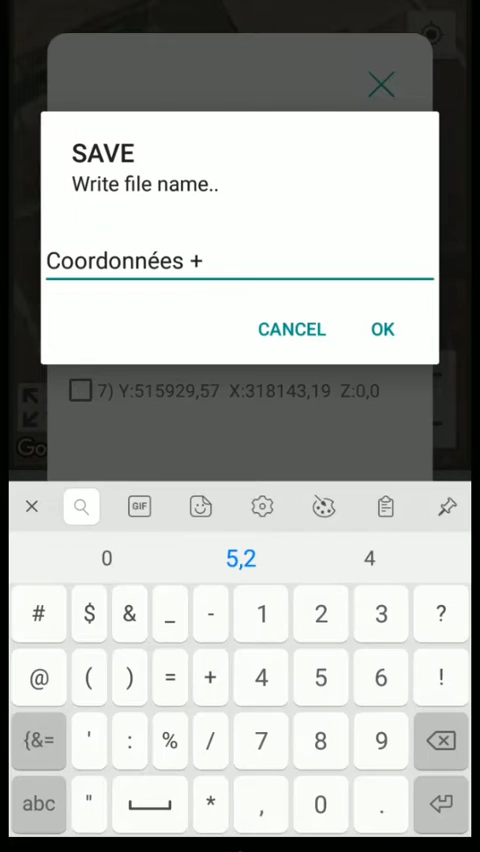 SAVE
Write file name..
Coordonnées +
CANCEL OK
7) Y:515929,57 X:318143,19 Z:0,0
Go
GIF
0 5,2 4
# $ & _ - 1 2 3 ?
@ ( ) = + 4 5 6 !
{&= ' : % / 7 8 9
abc " * , 0 .